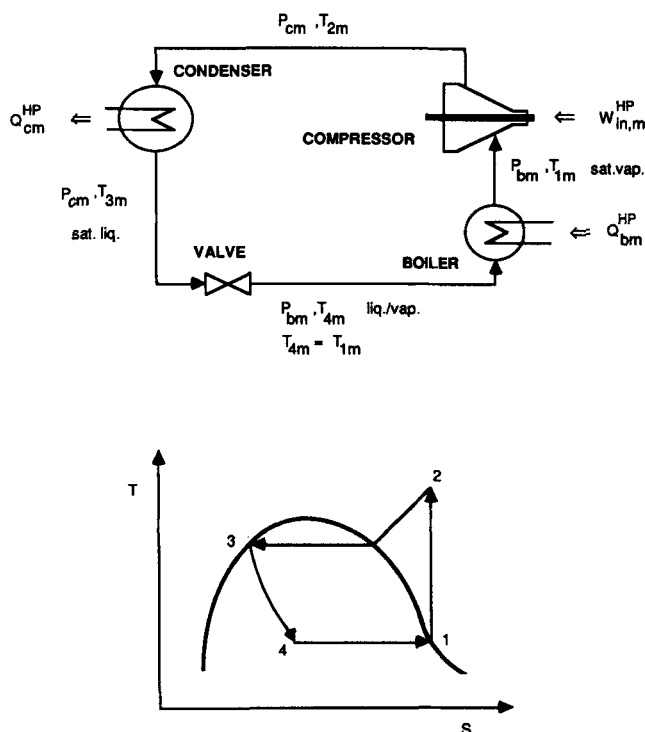 P_cm , T_2m
CONDENSER
Q_cm^HP ⇐
COMPRESSOR
⇐ W_in,m^HP
P_bm , T_1m sat.vap.
P_cm , T_3m
sat. liq.
VALVE
BOILER
⇐ Q_bm^HP
P_bm , T_4m liq./vap.
T_4m = T_1m
T
2
3
4
1
S